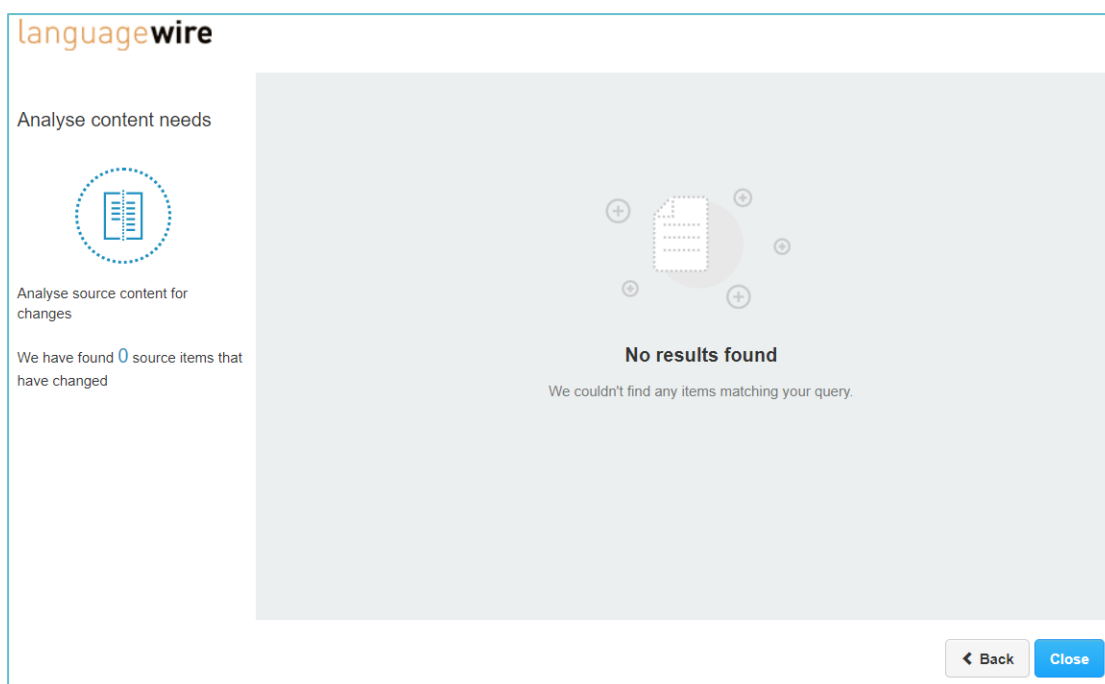 languagewire
Analyse content needs
Analyse source content for
changes
We have found 0 source items that
have changed
No results found
We couldn't find any items matching your query.
Back
Close